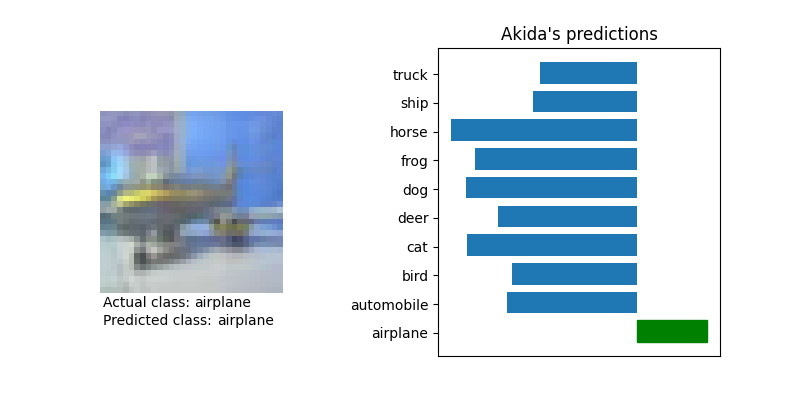 Akida's predictions
truck
ship
horse
frog
dog
deer
cat
bird
automobile
airplane
Actual class: airplane
Predicted class: airplane